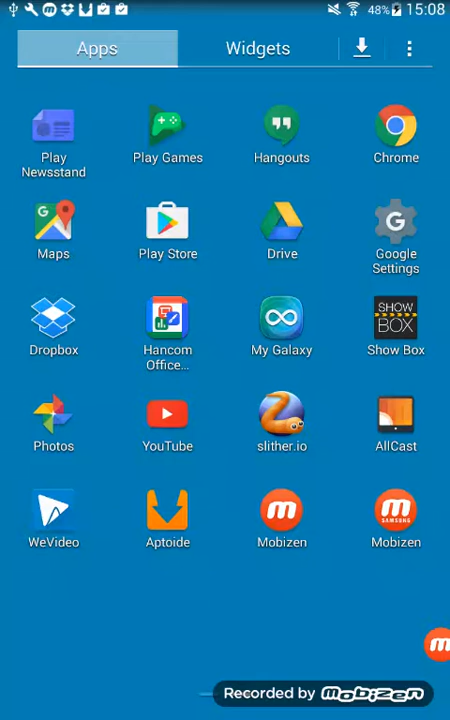 48% 15:08
Apps Widgets
Play Newsstand
Play Games
Hangouts
Chrome
Maps
Play Store
Drive
Google Settings
Dropbox
Hancom Office...
My Galaxy
SHOW BOX
Show Box
Photos
YouTube
slither.io
AllCast
WeVideo
Aptoide
Mobizen
SAMSUNG
Mobizen
Recorded by Mobizen